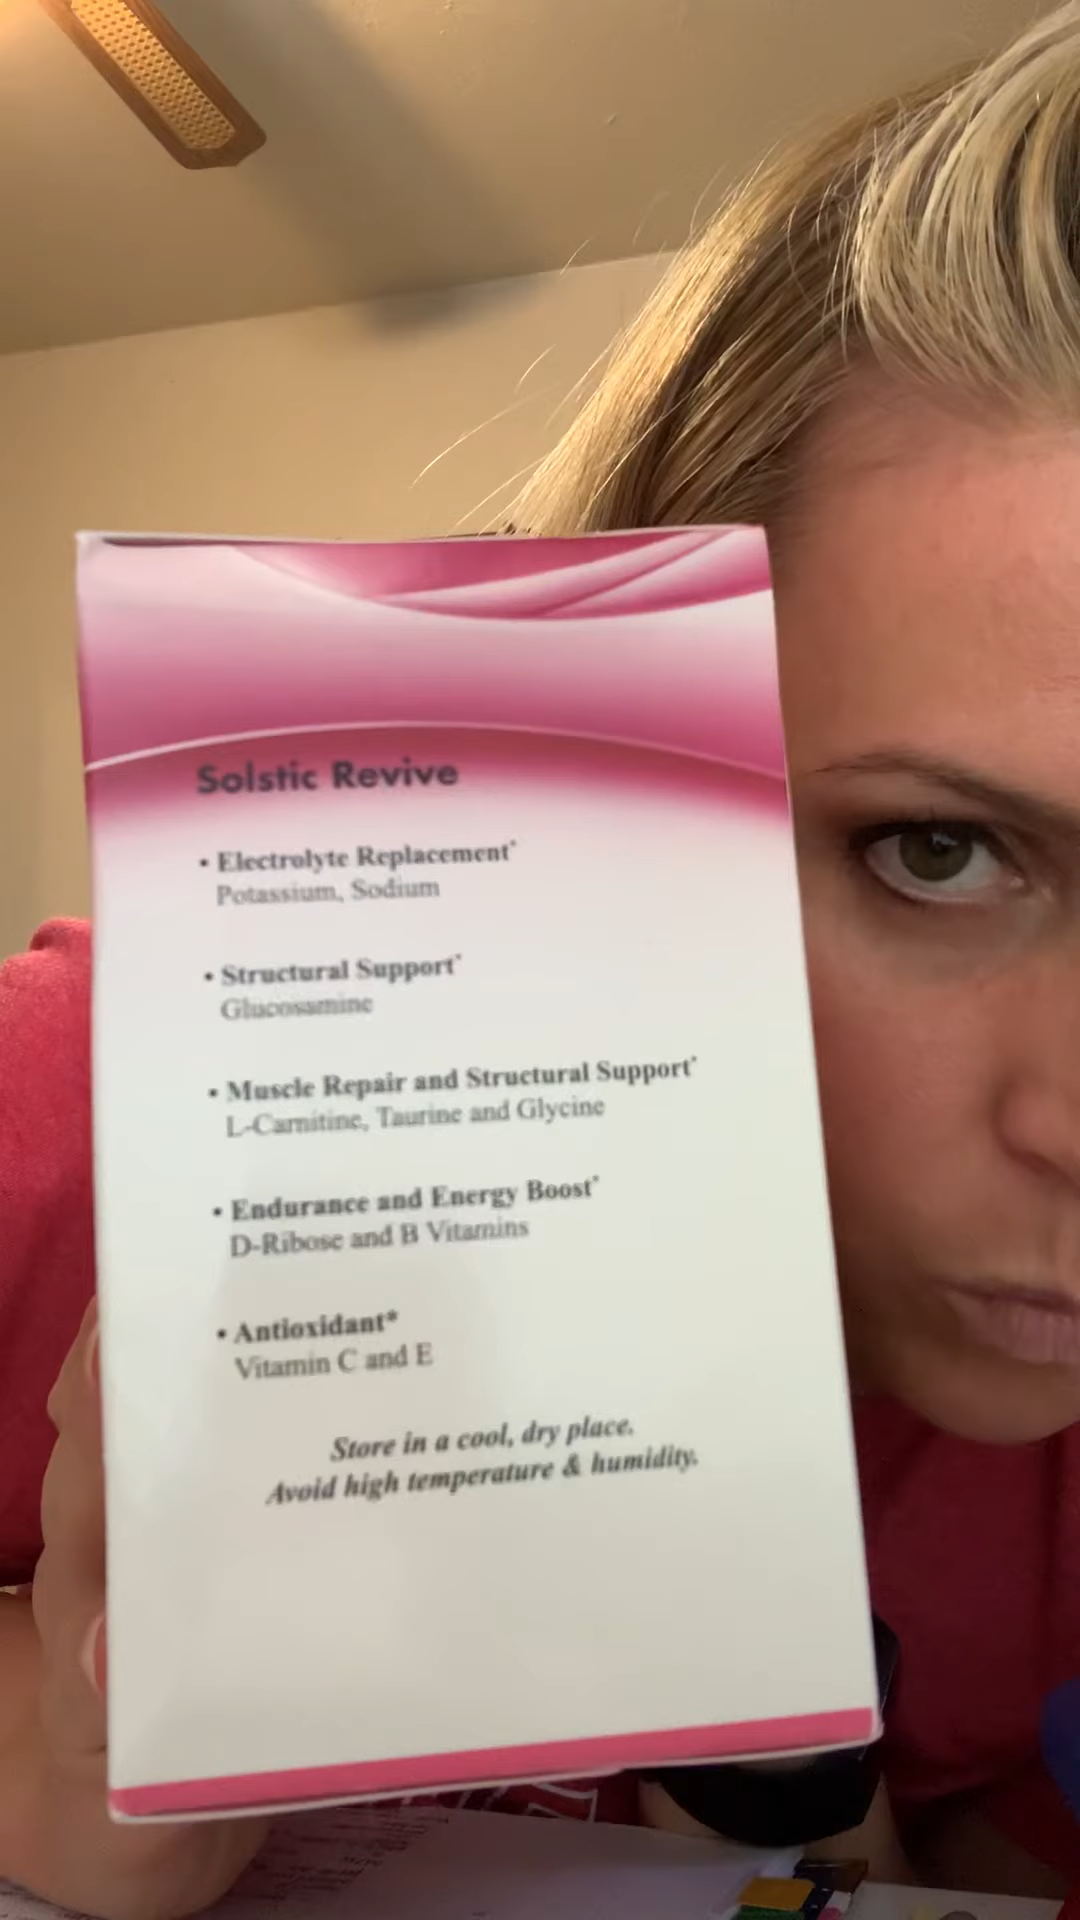 Solstic Revive
• Electrolyte Replacement*
Potassium, Sodium
• Structural Support*
Glucosamine
• Muscle Repair and Structural Support*
L-Carnitine, Taurine and Glycine
• Endurance and Energy Boost*
D-Ribose and B Vitamins
• Antioxidant*
Vitamin C and E
Store in a cool, dry place.
Avoid high temperature & humidity.